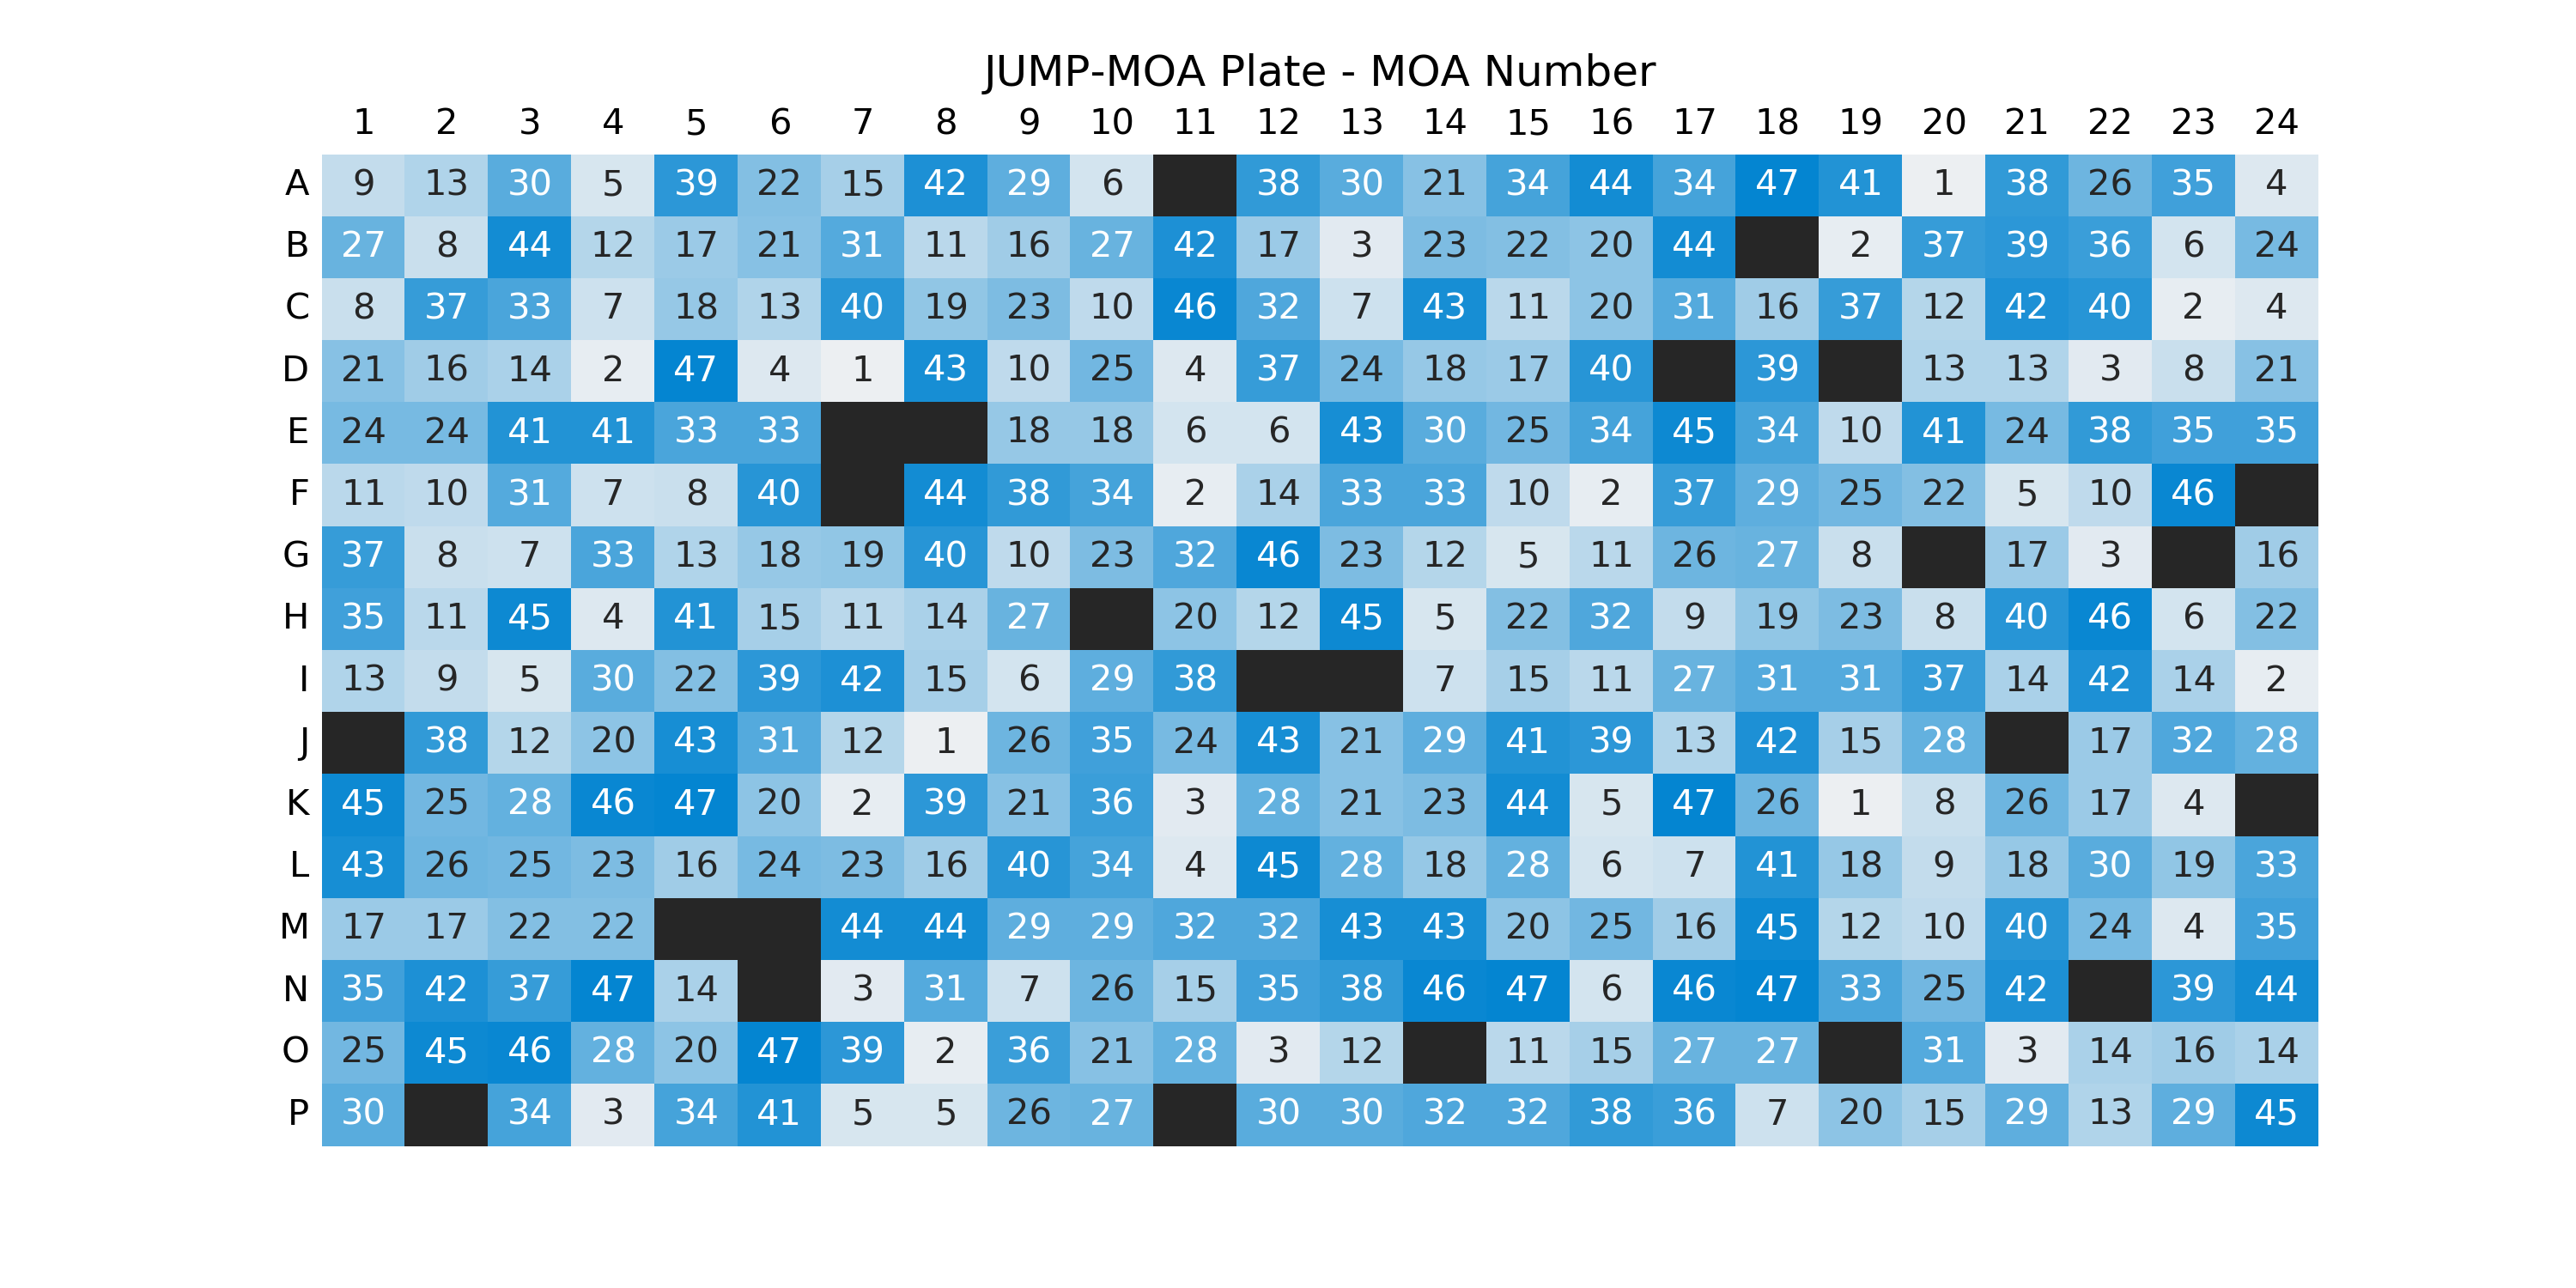 JUMP-MOA Plate - MOA Number
1 2 3 4 5 6 7 8 9 10 11 12 13 14 15 16 17 18 19 20 21 22 23 24
A 9 13 30 5 39 22 15 42 29 6 38 30 21 34 44 34 47 41 1 38 26 35 4
B 27 8 44 12 17 21 31 11 16 27 42 17 3 23 22 20 44 2 37 39 36 6 24
C 8 37 33 7 18 13 40 19 23 10 46 32 7 43 11 20 31 16 37 12 42 40 2 4
D 21 16 14 2 47 4 1 43 10 25 4 37 24 18 17 40 39 13 13 3 8 21
E 24 24 41 41 33 33 18 18 6 6 43 30 25 34 45 34 10 41 24 38 35 35
F 11 10 31 7 8 40 44 38 34 2 14 33 33 10 2 37 29 25 22 5 10 46
G 37 8 7 33 13 18 19 40 10 23 32 46 23 12 5 11 26 27 8 17 3 16
H 35 11 45 4 41 15 11 14 27 20 12 45 5 22 32 9 19 23 8 40 46 6 22
I 13 9 5 30 22 39 42 15 6 29 38 7 15 11 27 31 31 37 14 42 14 2
J 38 12 20 43 31 12 1 26 35 24 43 21 29 41 39 13 42 15 28 17 32 28
K 45 25 28 46 47 20 2 39 21 36 3 28 21 23 44 5 47 26 1 8 26 17 4
L 43 26 25 23 16 24 23 16 40 34 4 45 28 18 28 6 7 41 18 9 18 30 19 33
M 17 17 22 22 44 44 29 29 32 32 43 43 20 25 16 45 12 10 40 24 4 35
N 35 42 37 47 14 3 31 7 26 15 35 38 46 47 6 46 47 33 25 42 39 44
O 25 45 46 28 20 47 39 2 36 21 28 3 12 11 15 27 27 31 3 14 16 14
P 30 34 3 34 41 5 5 26 27 30 30 32 32 38 36 7 20 15 29 13 29 45